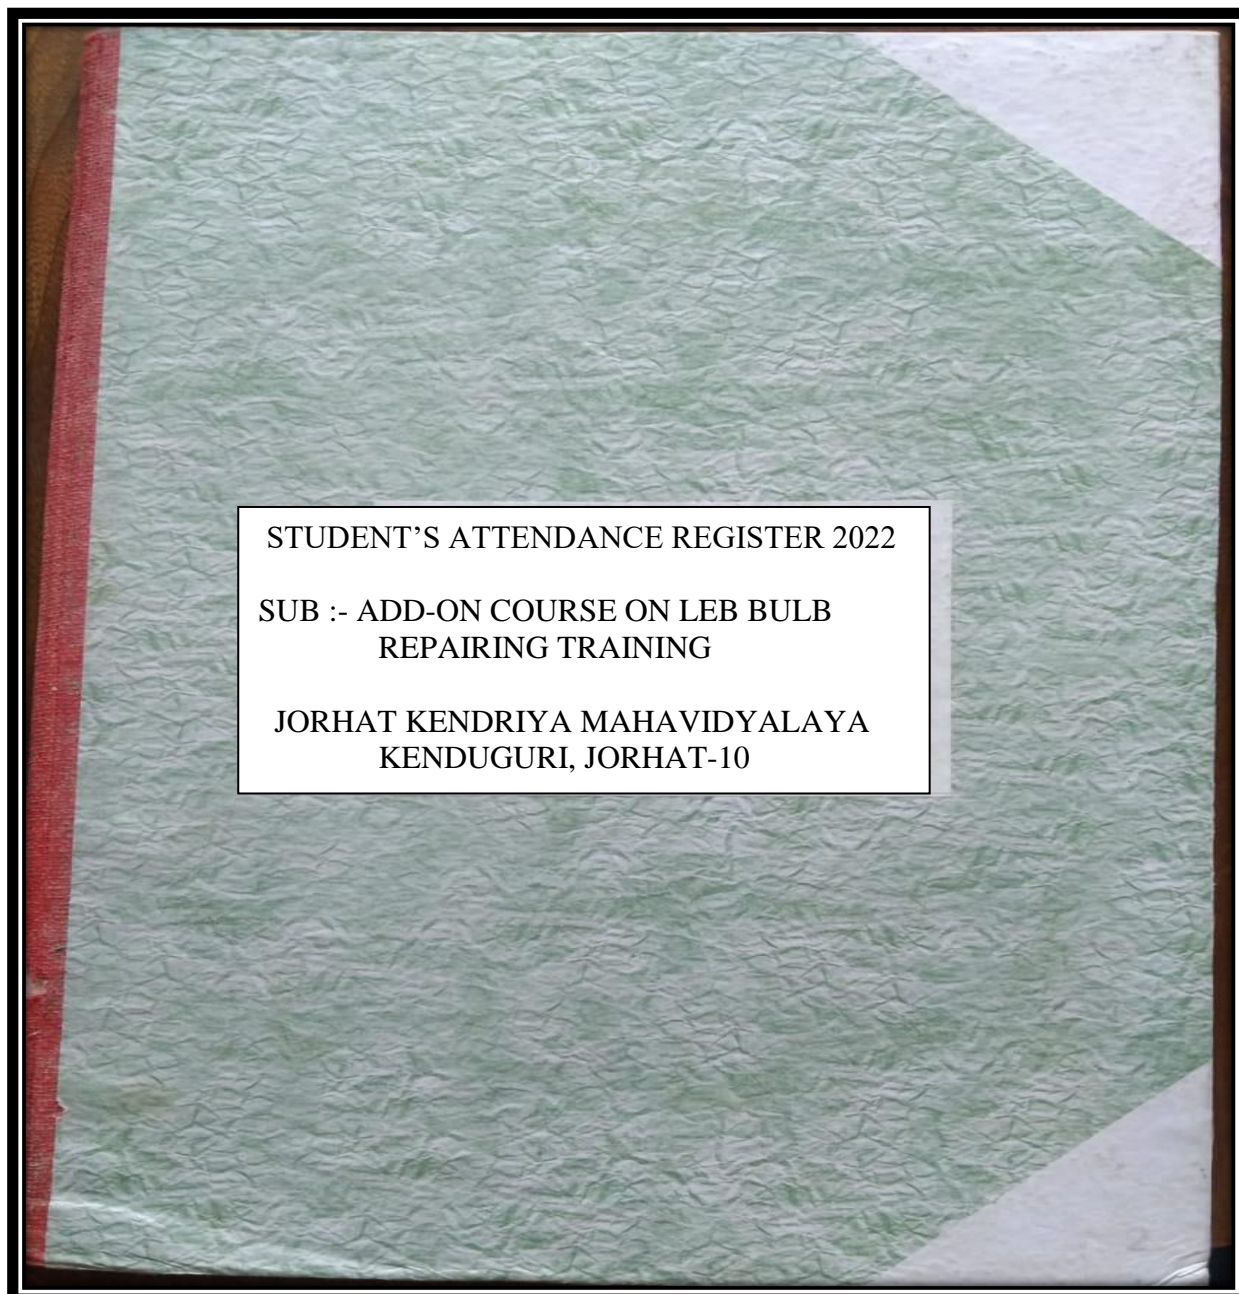 STUDENT’S ATTENDANCE REGISTER 2022
SUB :- ADD-ON COURSE ON LEB BULB
REPAIRING TRAINING
JORHAT KENDRIYA MAHAVIDYALAYA
KENDUGURI, JORHAT-10